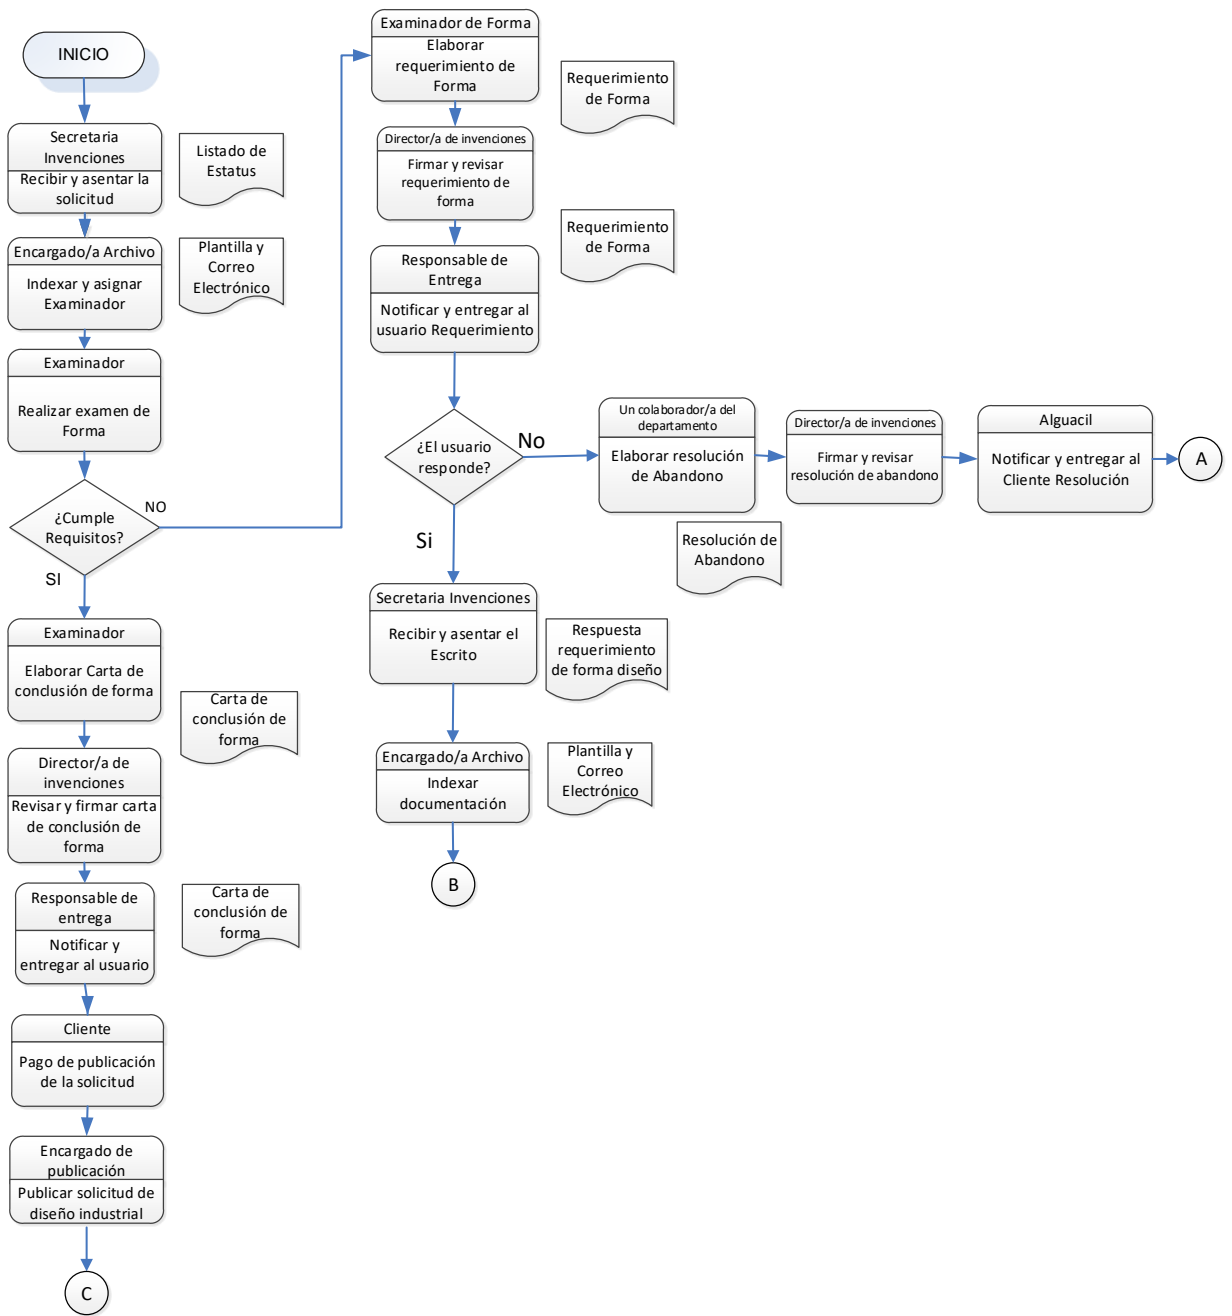 INICIO
Secretaria
Invenciones
Recibir y asentar la
solicitud
Listado de
Estatus
Encargado/a Archivo
Indexar y asignar
Examinador
Plantilla y
Correo
Electrónico
Examinador
Realizar examen de
Forma
¿Cumple
Requisitos?
NO
SI
Examinador
Elaborar Carta de
conclusión de forma
Carta de
conclusión de
forma
Director/a de
invenciones
Revisar y firmar carta
de conclusión de
forma
Responsable de
entrega
Notificar y
entregar al usuario
Carta de
conclusión de
forma
Cliente
Pago de publicación
de la solicitud
Encargado de
publicación
Publicar solicitud de
diseño industrial
C
Examinador de Forma
Elaborar
requerimiento de
Forma
Requerimiento
de Forma
Director/a de invenciones
Firmar y revisar
requerimiento de
forma
Requerimiento
de Forma
Responsable de
Entrega
Notificar y entregar al
usuario Requerimiento
¿El usuario
responde?
No
Si
Un colaborador/a del
departamento
Elaborar resolución
de Abandono
Resolución de
Abandono
Director/a de invenciones
Firmar y revisar
resolución de abandono
Alguacil
Notificar y entregar al
Cliente Resolución
A
Secretaria Invenciones
Recibir y asentar el
Escrito
Respuesta
requerimiento
de forma diseño
Encargado/a Archivo
Indexar
documentación
Plantilla y
Correo
Electrónico
B